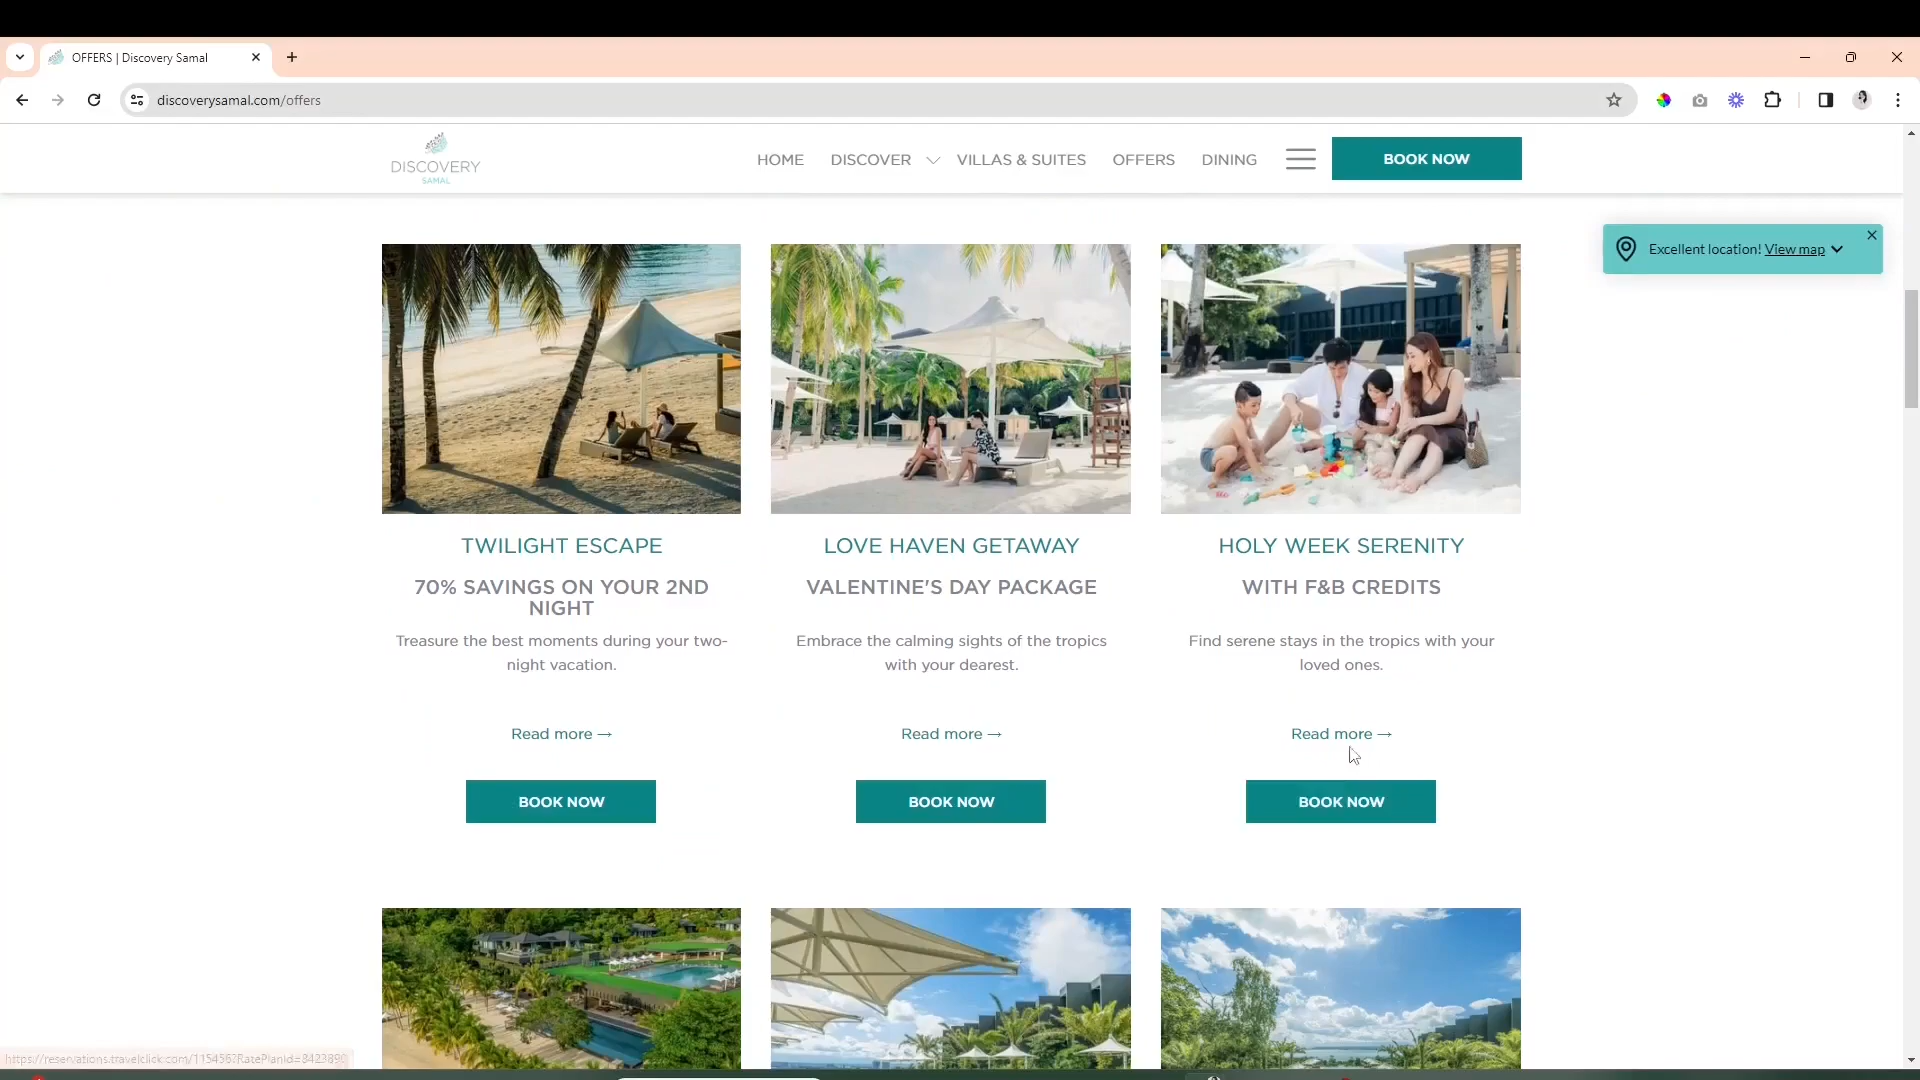 OFFERS | Discovery Samal
discoverysamal.com/offers
DISCOVERY
SAMAL
HOME
DISCOVER
VILLAS & SUITES
OFFERS
DINING
BOOK NOW
Excellent location! View map
TWILIGHT ESCAPE
70% SAVINGS ON YOUR 2ND
NIGHT
Treasure the best moments during your two-
night vacation.
Read more →
BOOK NOW
LOVE HAVEN GETAWAY
VALENTINE'S DAY PACKAGE
Embrace the calming sights of the tropics
with your dearest.
Read more →
BOOK NOW
HOLY WEEK SERENITY
WITH F&B CREDITS
Find serene stays in the tropics with your
loved ones.
Read more →
BOOK NOW